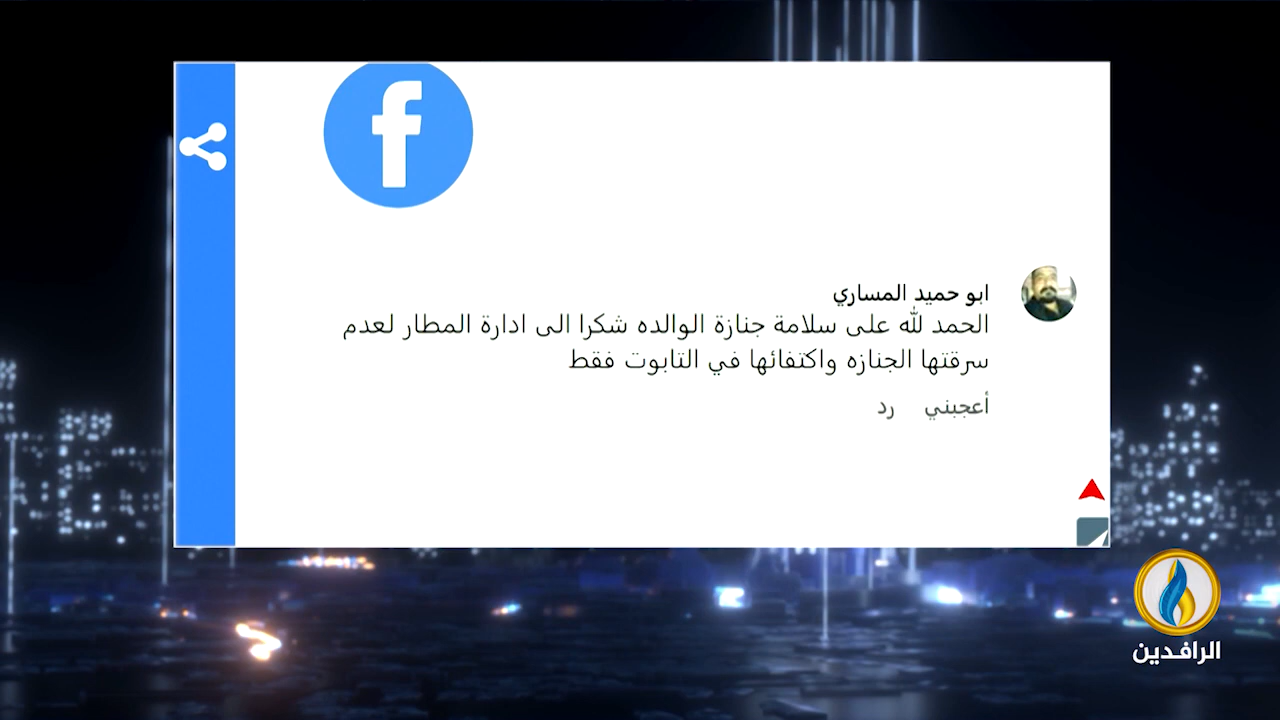 ابو حميد المساري
الحمد لله على سلامة جنازة الوالده شكرا الى ادارة المطار لعدم
سرقتها الجنازه واكتفائها في التابوت فقط
أعجبني رد
الرافدين